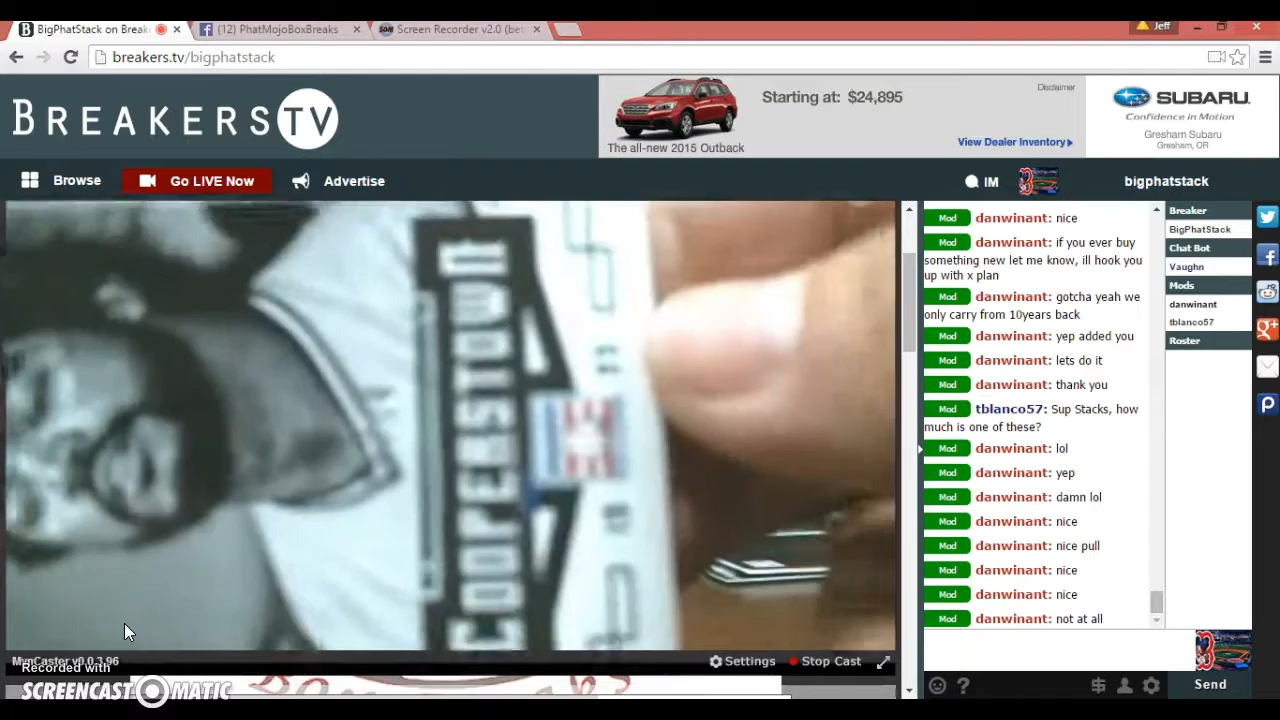 BigPhatStack on Break
(12) PhatMojoBoxBreaks
Screen Recorder v2.0 (bet
Jeff
breakers.tv/bigphatstack
BREAKERS TV
Starting at: $24,895
Disclaimer
View Dealer Inventory
The all-new 2015 Outback
SUBARU
Confidence in Motion
Gresham Subaru
Gresham, OR
Browse
Go LIVE Now
Advertise
IM
bigphatstack
COOPERSTOWN
Mod danwinant: nice
Mod danwinant: if you ever buy
something new let me know, ill hook you
up with x plan
Mod danwinant: gotcha yeah we
only carry from 10years back
Mod danwinant: yep added you
Mod danwinant: lets do it
Mod danwinant: thank you
Mod tblanco57: Sup Stacks, how
much is one of these?
Mod danwinant: lol
Mod danwinant: yep
Mod danwinant: damn lol
Mod danwinant: nice
Mod danwinant: nice pull
Mod danwinant: nice
Mod danwinant: nice
Mod danwinant: not at all
Breaker
BigPhatStack
Chat Bot
Vaughn
Mods
danwinant
tblanco57
Roster
Settings
Stop Cast
Send
Recorded with
SCREENCAST MATIC